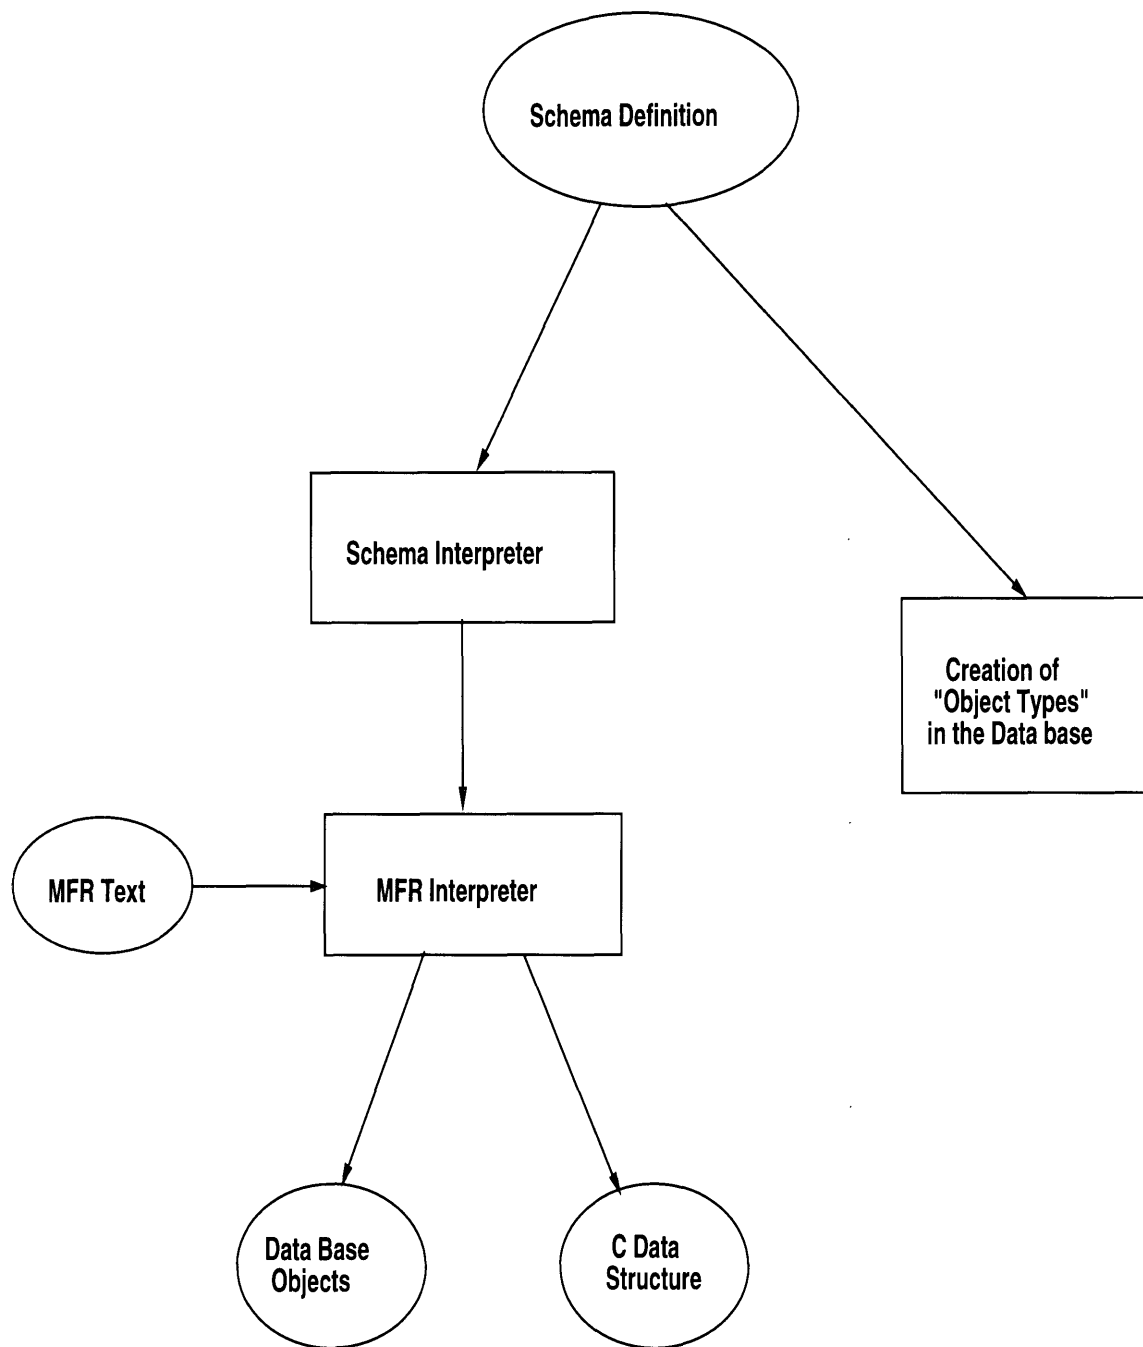 Schema Definition
Schema Interpreter
Creation of
"Object Types"
in the Data base
MFR Text
MFR Interpreter
Data Base
Objects
C Data
Structure